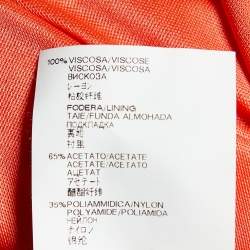 100% VISCOSA/VISCOSE
VISCOSA/VISCOSA
ВИСКОЗА
レーヨン
粘胶纤维
FODERA/LINING
TAIE/FUNDA ALMOHADA
ПОДКЛАДКА
裏地
衬里
65% ACETATO/ACETATE
ACETATO/ACETATO
АЦЕТАТ
アセテート
醋酯纤维
35% POLIAMMIDICA/NYLON
POLYAMIDE/POLIAMIDA
НЕЙЛОН
ナイロン
锦纶